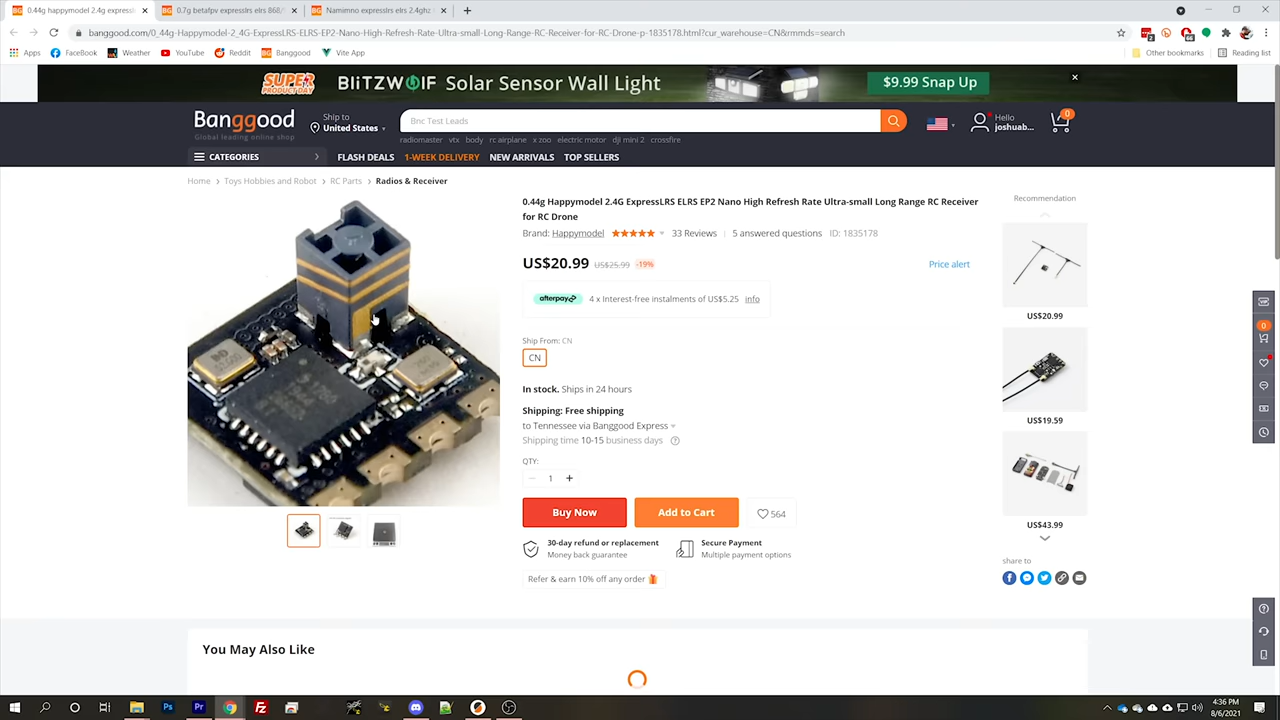 0.44g happymodel 2.4g express
0.7g betafpv expresslrs elrs 868/
Namimno expresslrs elrs 2.4ghz
banggood.com/0_44g-Happymodel-2_4G-ExpressLRS-ELRS-EP2-Nano-High-Refresh-Rate-Ultra-small-Long-Range-RC-Receiver-for-RC-Drone-p-1835178.html?cur_warehouse=CN&rmmds=search
Apps
FaceBook
Weather
YouTube
Reddit
Banggood
Vite App
Other bookmarks
Reading list
SUPER
PRODUCT DAY
BLITZWOLF Solar Sensor Wall Light
$9.99 Snap Up
Banggood
Global leading online shop
Ship to
United States
Bnc Test Leads
radiomaster vtx body rc airplane x zoo electric motor dji mini 2 crossfire
Hello
joshuab...
0
CATEGORIES
FLASH DEALS
1-WEEK DELIVERY
NEW ARRIVALS
TOP SELLERS
Home > Toys Hobbies and Robot > RC Parts > Radios & Receiver
0.44g Happymodel 2.4G ExpressLRS ELRS EP2 Nano High Refresh Rate Ultra-small Long Range RC Receiver
for RC Drone
Brand: Happymodel
33 Reviews
5 answered questions
ID: 1835178
US$20.99 US$25.99 -19%
Price alert
afterpay 4 x Interest-free instalments of US$5.25 info
Ship From: CN
CN
In stock. Ships in 24 hours
Shipping: Free shipping
to Tennessee via Banggood Express
Shipping time 10-15 business days
QTY:
1
Buy Now
Add to Cart
564
30-day refund or replacement
Money back guarantee
Secure Payment
Multiple payment options
Refer & earn 10% off any order
Recommendation
US$20.99
US$19.59
US$43.99
share to
0
You May Also Like
4:36 PM
8/6/2021